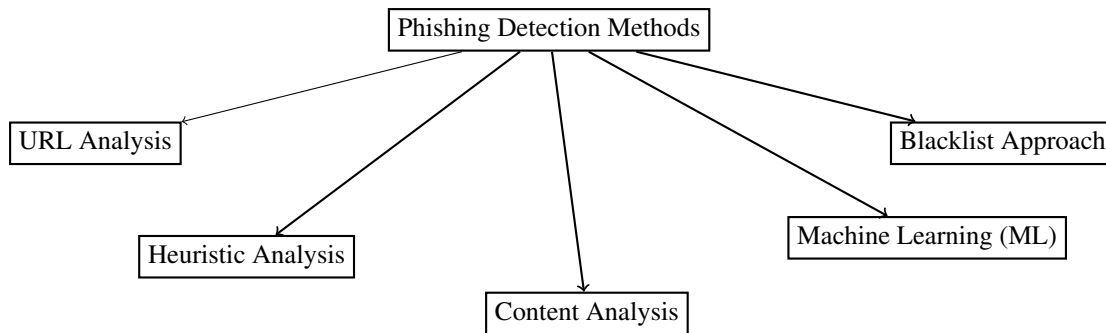 Phishing Detection Methods
URL Analysis
Blacklist Approach
Heuristic Analysis
Machine Learning (ML)
Content Analysis